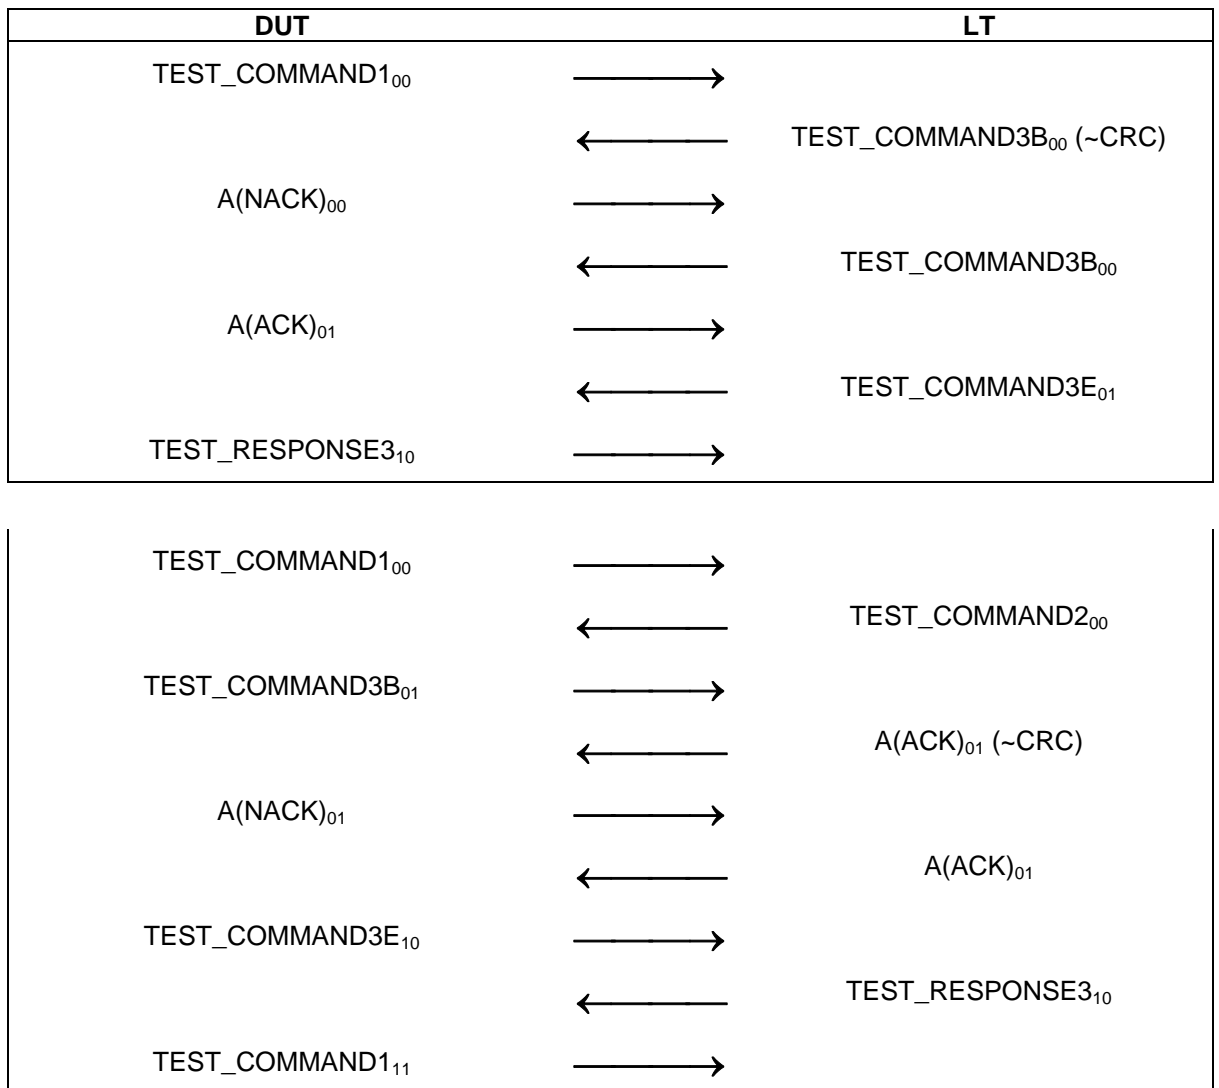 DUT LT
TEST_COMMAND1₀₀
TEST_COMMAND3B₀₀ (~CRC)
A(NACK)₀₀
TEST_COMMAND3B₀₀
A(ACK)₀₁
TEST_COMMAND3E₀₁
TEST_RESPONSE3₁₀
TEST_COMMAND1₀₀
TEST_COMMAND2₀₀
TEST_COMMAND3B₀₁
A(ACK)₀₁ (~CRC)
A(NACK)₀₁
A(ACK)₀₁
TEST_COMMAND3E₁₀
TEST_RESPONSE3₁₀
TEST_COMMAND1₁₁